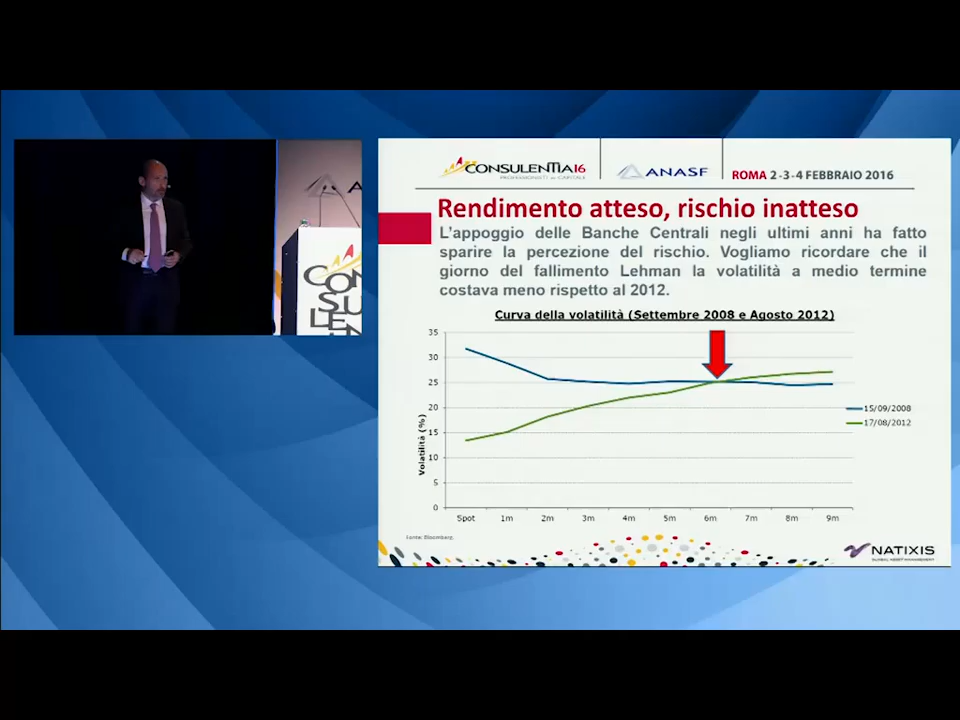 CONSULENTIA16
PROFESSIONISTI IN CAPITALE
ANASF
ROMA 2-3-4 FEBBRAIO 2016
Rendimento atteso, rischio inatteso
L'appoggio delle Banche Centrali negli ultimi anni ha fatto
sparire la percezione del rischio. Vogliamo ricordare che il
giorno del fallimento Lehman la volatilità a medio termine
costava meno rispetto al 2012.
Curva della volatilità (Settembre 2008 e Agosto 2012)
35
30
25
20
15
10
5
0
Volatilità (%)
Spot 1m 2m 3m 4m 5m 6m 7m 8m 9m
15/09/2008
17/08/2012
Fonte: Bloomberg.
NATIXIS
GLOBAL ASSET MANAGEMENT
A
CON
SU
LEN